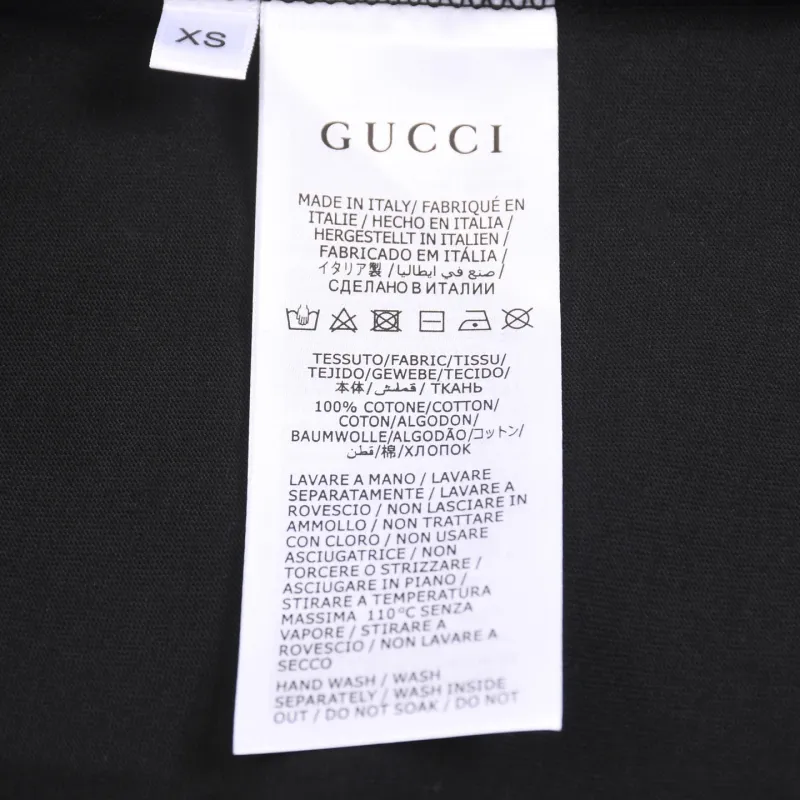 XS
GUCCI
MADE IN ITALY/ FABRIQUÉ EN
ITALIE / HECHO EN ITALIA /
HERGESTELLT IN ITALIEN /
FABRICADO EM ITÁLIA /
イタリア製 / صنع في ايطاليا /
СДЕЛАНО В ИТАЛИИ
TESSUTO/FABRIC/TISSU/
TEJIDO/GEWEBE/TECIDO/
本体/قملش/ ТКАНЬ
100% COTONE/COTTON/
COTON/ALGODON/
BAUMWOLLE/ALGODÃO/コットン/
قطن/棉/ХЛОПОК
LAVARE A MANO / LAVARE
SEPARATAMENTE / LAVARE A
ROVESCIO / NON LASCIARE IN
AMMOLLO / NON TRATTARE
CON CLORO / NON USARE
ASCIUGATRICE / NON
TORCERE O STRIZZARE /
ASCIUGARE IN PIANO /
STIRARE A TEMPERATURA
MASSIMA 110°C SENZA
VAPORE / STIRARE A
ROVESCIO / NON LAVARE A
SECCO
HAND WASH / WASH
SEPARATELY / WASH INSIDE
OUT / DO NOT SOAK / DO NOT